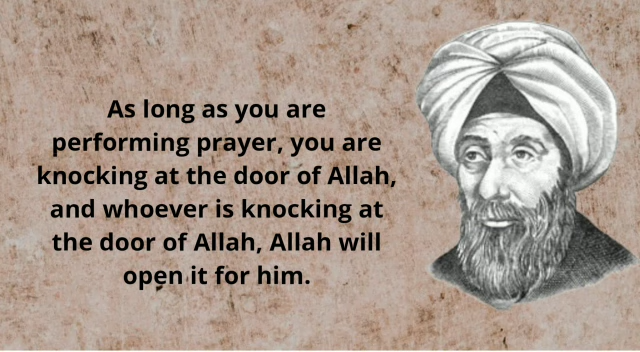 As long as you are
performing prayer, you are
knocking at the door of Allah,
and whoever is knocking at
the door of Allah, Allah will
open it for him.